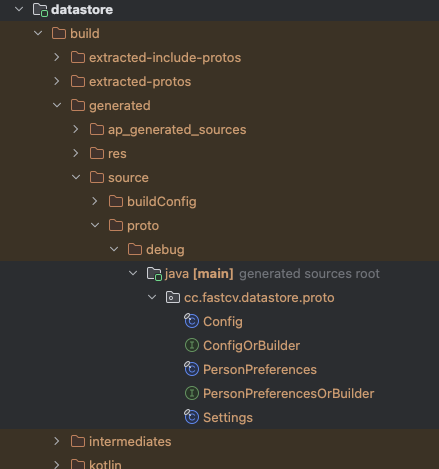 datastore
build
extracted-include-protos
extracted-protos
generated
ap_generated_sources
res
source
buildConfig
proto
debug
java [main] generated sources root
cc.fastcv.datastore.proto
Config
ConfigOrBuilder
PersonPreferences
PersonPreferencesOrBuilder
Settings
intermediates
kotlin